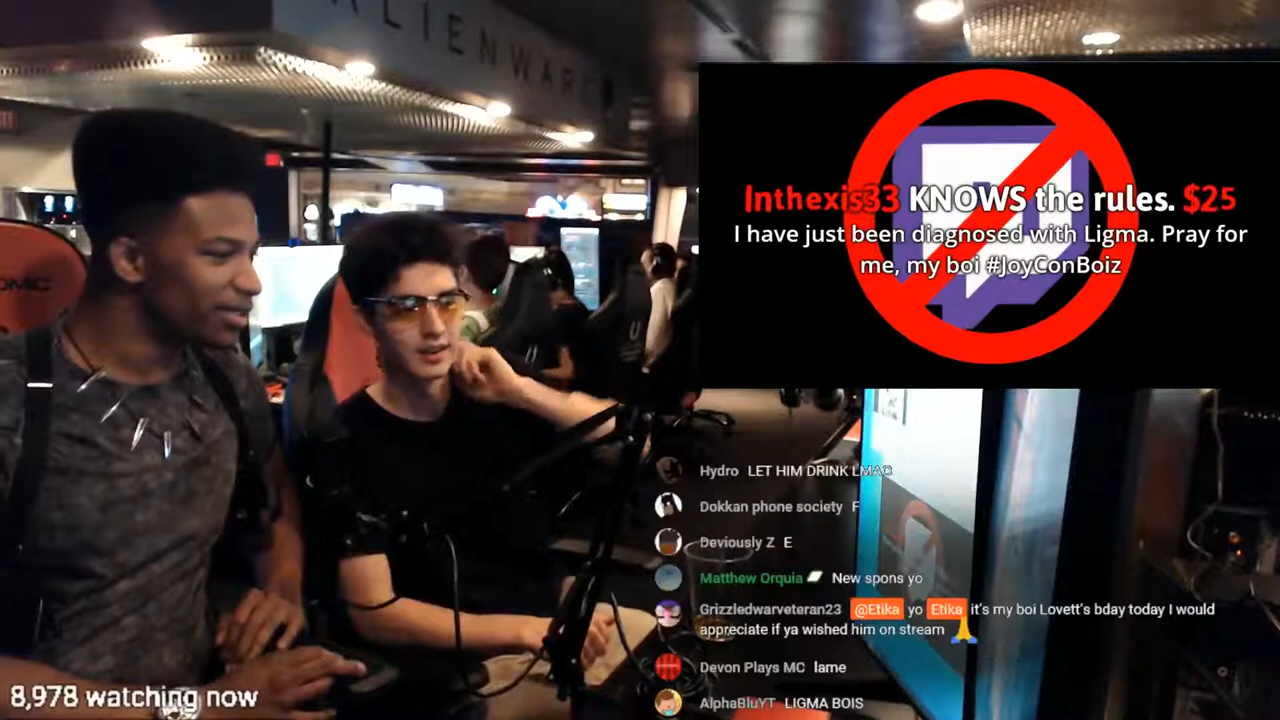 ALIENWARE
OMC
Inthexis33 KNOWS the rules. $25
I have just been diagnosed with Ligma. Pray for
me, my boi #JoyConBoiz
Hydro LET HIM DRINK LMAO
Dokkan phone society F
Deviously Z E
Matthew Orquia New spons yo
Grizzledwarveteran23 @Etika yo Etika it's my boi Lovett's bday today I would
appreciate if ya wished him on stream 🙏
Devon Plays MC lame
AlphaBluYT LIGMA BOIS
8,978 watching now